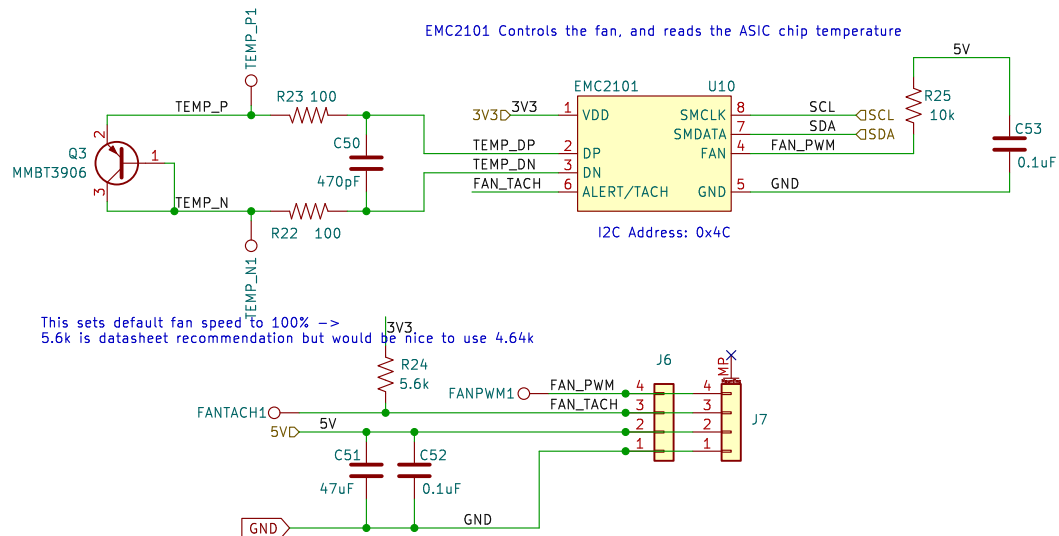 EMC2101 Controls the fan, and reads the ASIC chip temperature
TEMP_P1
5V
R23 100
EMC2101
U10
R25
10k
TEMP_P
3V3
3V3
1
VDD
SMCLK
8
SCL
SCL
SMDATA
7
SDA
SDA
C53
0.1uF
2
Q3
MMBT3906
1
3
C50
470pF
TEMP_DP
2
DP
FAN
4
FAN_PWM
TEMP_DN
3
DN
FAN_TACH
6
ALERT/TACH
GND
5
GND
TEMP_N
R22 100
I2C Address: 0x4C
TEMP_N1
This sets default fan speed to 100% ->
5.6k is datasheet recommendation but would be nice to use 4.64k
3V3
R24
5.6k
J6
MP
FANPWM1
FAN_PWM
4
4
FANTACH1
FAN_TACH
3
3
J7
5V
5V
2
2
1
1
C51
47uF
C52
0.1uF
GND
GND